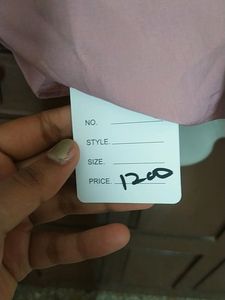 NO.
STYLE.
SIZE.
PRICE. 1200